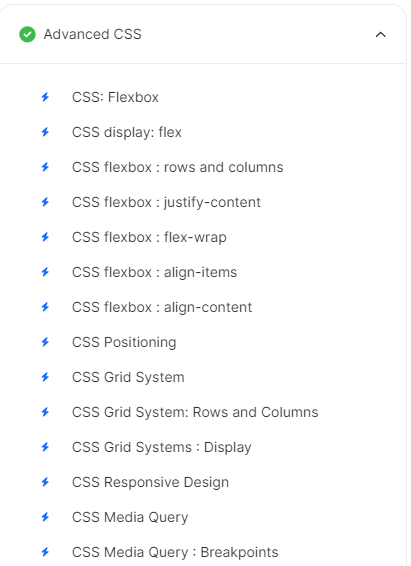 Advanced CSS
CSS: Flexbox
CSS display: flex
CSS flexbox : rows and columns
CSS flexbox : justify-content
CSS flexbox : flex-wrap
CSS flexbox : align-items
CSS flexbox : align-content
CSS Positioning
CSS Grid System
CSS Grid System: Rows and Columns
CSS Grid Systems : Display
CSS Responsive Design
CSS Media Query
CSS Media Query : Breakpoints